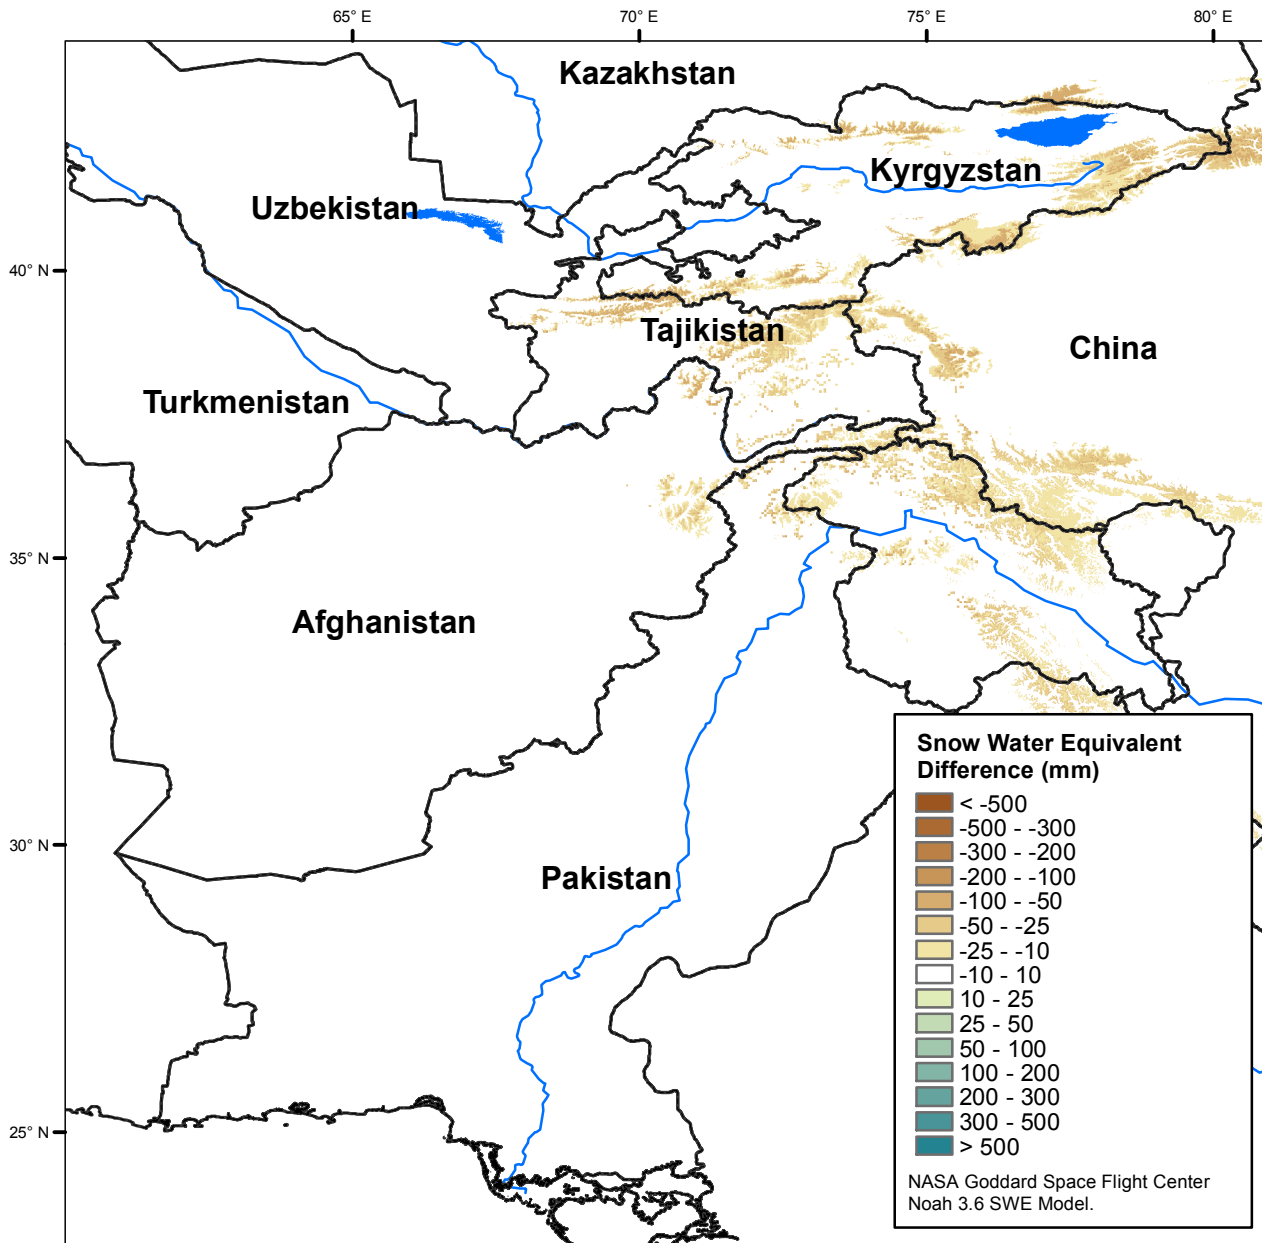 65° E
70° E
75° E
80° E
Kazakhstan
Kyrgyzstan
Uzbekistan
40° N
Tajikistan
China
Turkmenistan
35° N
Afghanistan
30° N
Pakistan
25° N
Snow Water Equivalent
Difference (mm)
< -500
-500 - -300
-300 - -200
-200 - -100
-100 - -50
-50 - -25
-25 - -10
-10 - 10
10 - 25
25 - 50
50 - 100
100 - 200
200 - 300
300 - 500
> 500
NASA Goddard Space Flight Center
Noah 3.6 SWE Model.